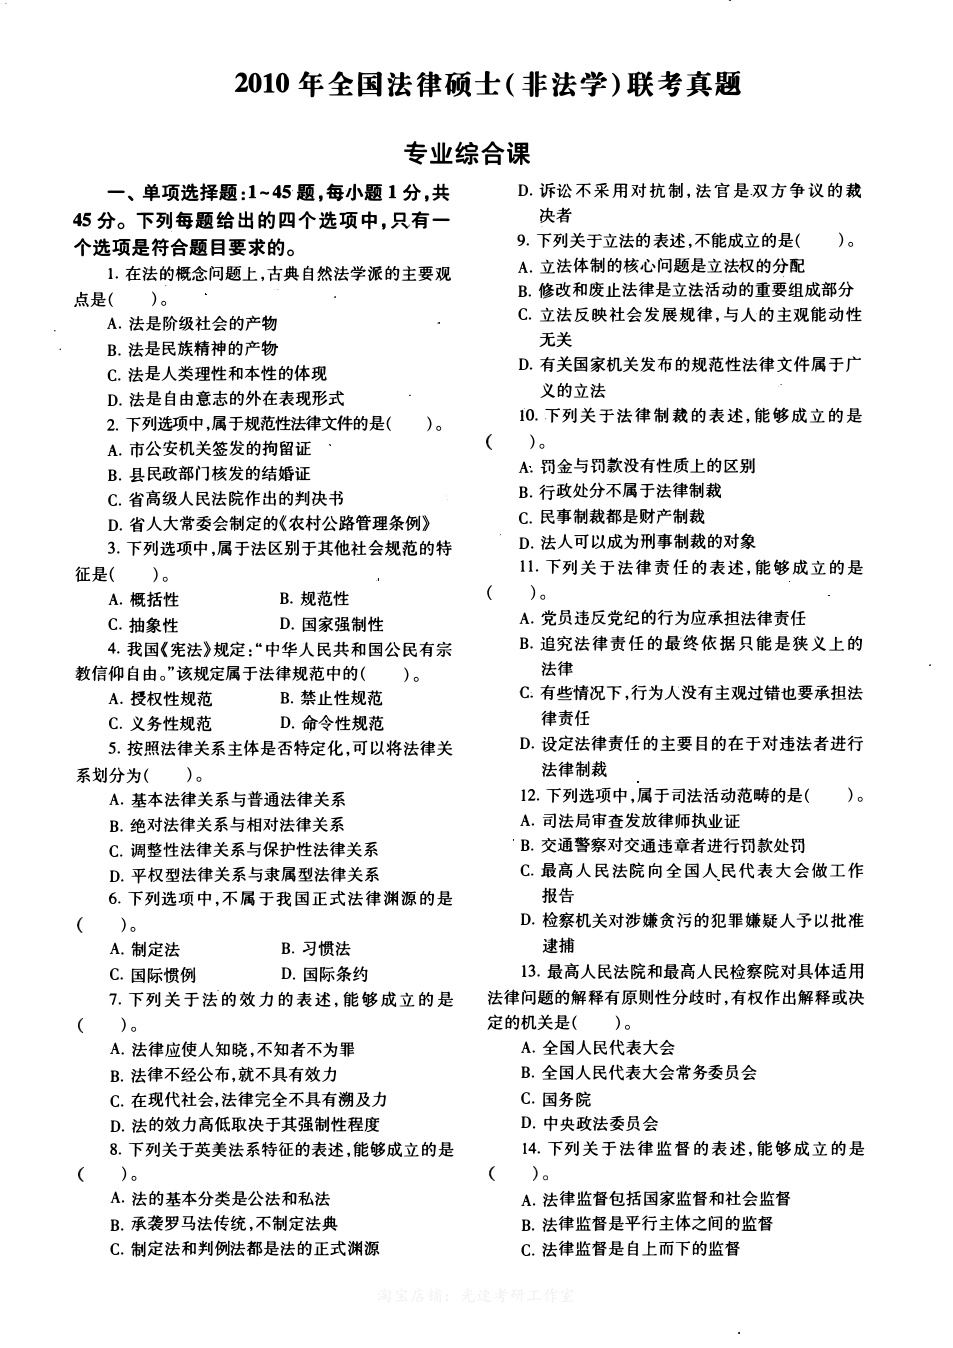 2010年全国法律硕士(非法学)联考真题
专业综合课
一、单项选择题:1~45题,每小题1分,共
45分。下列每题给出的四个选项中,只有一
个选项是符合题目要求的。
1. 在法的概念问题上,古典自然法学派的主要观
点是(　　)。
A. 法是阶级社会的产物
B. 法是民族精神的产物
C. 法是人类理性和本性的体现
D. 法是自由意志的外在表现形式
2. 下列选项中,属于规范性法律文件的是(　　)。
A. 市公安机关签发的拘留证
B. 县民政部门核发的结婚证
C. 省高级人民法院作出的判决书
D. 省人大常委会制定的《农村公路管理条例》
3. 下列选项中,属于法区别于其他社会规范的特
征是(　　)。
A. 概括性　　B. 规范性
C. 抽象性　　D. 国家强制性
4. 我国《宪法》规定:“中华人民共和国公民有宗
教信仰自由。”该规定属于法律规范中的(　　)。
A. 授权性规范　　B. 禁止性规范
C. 义务性规范　　D. 命令性规范
5. 按照法律关系主体是否特定化,可以将法律关
系划分为(　　)。
A. 基本法律关系与普通法律关系
B. 绝对法律关系与相对法律关系
C. 调整性法律关系与保护性法律关系
D. 平权型法律关系与隶属型法律关系
6. 下列选项中,不属于我国正式法律渊源的是
(　　)。
A. 制定法　　B. 习惯法
C. 国际惯例　　D. 国际条约
7. 下列关于法的效力的表述,能够成立的是
(　　)。
A. 法律应使人知晓,不知者不为罪
B. 法律不经公布,就不具有效力
C. 在现代社会,法律完全不具有溯及力
D. 法的效力高低取决于其强制性程度
8. 下列关于英美法系特征的表述,能够成立的是
(　　)。
A. 法的基本分类是公法和私法
B. 承袭罗马法传统,不制定法典
C. 制定法和判例法都是法的正式渊源
D. 诉讼不采用对抗制,法官是双方争议的裁
决者
9. 下列关于立法的表述,不能成立的是(　　)。
A. 立法体制的核心问题是立法权的分配
B. 修改和废止法律是立法活动的重要组成部分
C. 立法反映社会发展规律,与人的主观能动性
无关
D. 有关国家机关发布的规范性法律文件属于广
义的立法
10. 下列关于法律制裁的表述,能够成立的是
(　　)。
A. 罚金与罚款没有性质上的区别
B. 行政处分不属于法律制裁
C. 民事制裁都是财产制裁
D. 法人可以成为刑事制裁的对象
11. 下列关于法律责任的表述,能够成立的是
(　　)。
A. 党员违反党纪的行为应承担法律责任
B. 追究法律责任的最终依据只能是狭义上的
法律
C. 有些情况下,行为人没有主观过错也要承担法
律责任
D. 设定法律责任的主要目的在于对违法者进行
法律制裁
12. 下列选项中,属于司法活动范畴的是(　　)。
A. 司法局审查发放律师执业证
B. 交通警察对交通违章者进行罚款处罚
C. 最高人民法院向全国人民代表大会做工作
报告
D. 检察机关对涉嫌贪污的犯罪嫌疑人予以批准
逮捕
13. 最高人民法院和最高人民检察院对具体适用
法律问题的解释有原则性分歧时,有权作出解释或决
定的机关是(　　)。
A. 全国人民代表大会
B. 全国人民代表大会常务委员会
C. 国务院
D. 中央政法委员会
14. 下列关于法律监督的表述,能够成立的是
(　　)。
A. 法律监督包括国家监督和社会监督
B. 法律监督是平行主体之间的监督
C. 法律监督是自上而下的监督
淘宝店铺：光速考研工作室